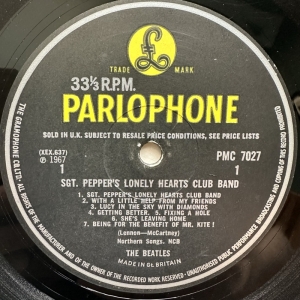 £
TRADE MARK
33⅓ R.P.M.
PARLOPHONE
SOLD IN U.K. SUBJECT TO RESALE PRICE CONDITIONS, SEE PRICE LISTS
(XEX.637)
℗ 1967
PMC 7027
1
1
SGT. PEPPER'S LONELY HEARTS CLUB BAND
1. SGT. PEPPER'S LONELY HEARTS CLUB BAND
2. WITH A LITTLE HELP FROM MY FRIENDS
3. LUCY IN THE SKY WITH DIAMONDS
4. GETTING BETTER. 5. FIXING A HOLE
6. SHE'S LEAVING HOME
7. BEING FOR THE BENEFIT OF MR. KITE !
(Lennon—McCartney)
Northern Songs. NCB
THE BEATLES
MADE IN GT. BRITAIN
THE GRAMOPHONE CO. LTD. ALL RIGHTS OF THE MANUFACTURER AND OF THE OWNER OF THE RECORDED WORK RESERVED · UNAUTHORISED PUBLIC PERFORMANCE, BROADCASTING AND COPYING OF THIS RECORD PROHIBITED